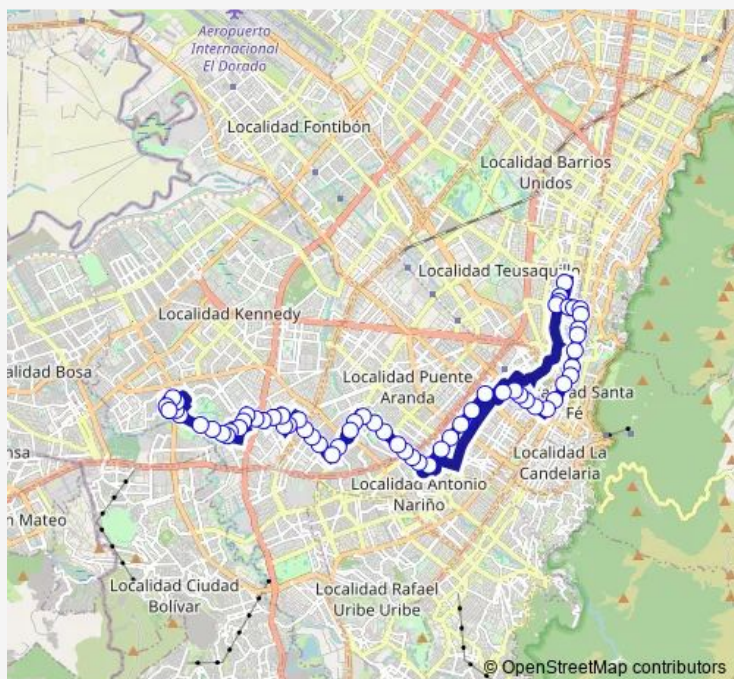 Aeropuerto
Internacional
El Dorado
Localidad Fontibón
Localidad Barrios
Unidos
Localidad Teusaquillo
Localidad Kennedy
alidad Bosa
Localidad Puente
Aranda
dad Santa
Fé
nsa
Localidad La
Candelaria
Localidad Antonio
Nariño
n Mateo
Localidad Ciudad
Bolívar
Localidad Rafael
Uribe Uribe
© OpenStreetMap contributors